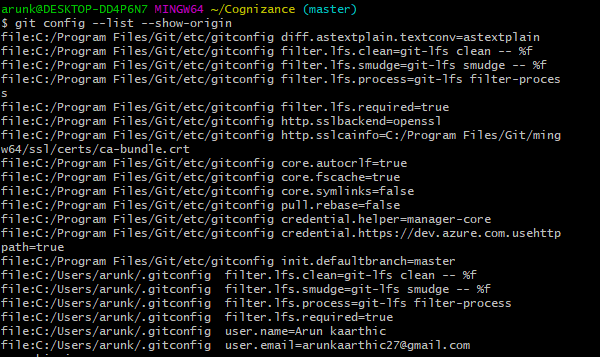 arunk@DESKTOP-DD4P6N7 MINGW64 ~/Cognizance (master)
$ git config --list --show-origin
file:C:/Program Files/Git/etc/gitconfig diff.astextplain.textconv=astextplain
file:C:/Program Files/Git/etc/gitconfig filter.lfs.clean=git-lfs clean -- %f
file:C:/Program Files/Git/etc/gitconfig filter.lfs.smudge=git-lfs smudge -- %f
file:C:/Program Files/Git/etc/gitconfig filter.lfs.process=git-lfs filter-proces
s
file:C:/Program Files/Git/etc/gitconfig filter.lfs.required=true
file:C:/Program Files/Git/etc/gitconfig http.sslbackend=openssl
file:C:/Program Files/Git/etc/gitconfig http.sslcainfo=C:/Program Files/Git/ming
w64/ssl/certs/ca-bundle.crt
file:C:/Program Files/Git/etc/gitconfig core.autocrlf=true
file:C:/Program Files/Git/etc/gitconfig core.fscache=true
file:C:/Program Files/Git/etc/gitconfig core.symlinks=false
file:C:/Program Files/Git/etc/gitconfig pull.rebase=false
file:C:/Program Files/Git/etc/gitconfig credential.helper=manager-core
file:C:/Program Files/Git/etc/gitconfig credential.https://dev.azure.com.usehttp
path=true
file:C:/Program Files/Git/etc/gitconfig init.defaultbranch=master
file:C:/Users/arunk/.gitconfig  filter.lfs.clean=git-lfs clean -- %f
file:C:/Users/arunk/.gitconfig  filter.lfs.smudge=git-lfs smudge -- %f
file:C:/Users/arunk/.gitconfig  filter.lfs.process=git-lfs filter-process
file:C:/Users/arunk/.gitconfig  filter.lfs.required=true
file:C:/Users/arunk/.gitconfig  user.name=Arun kaarthic
file:C:/Users/arunk/.gitconfig  user.email=arunkaarthic27@gmail.com